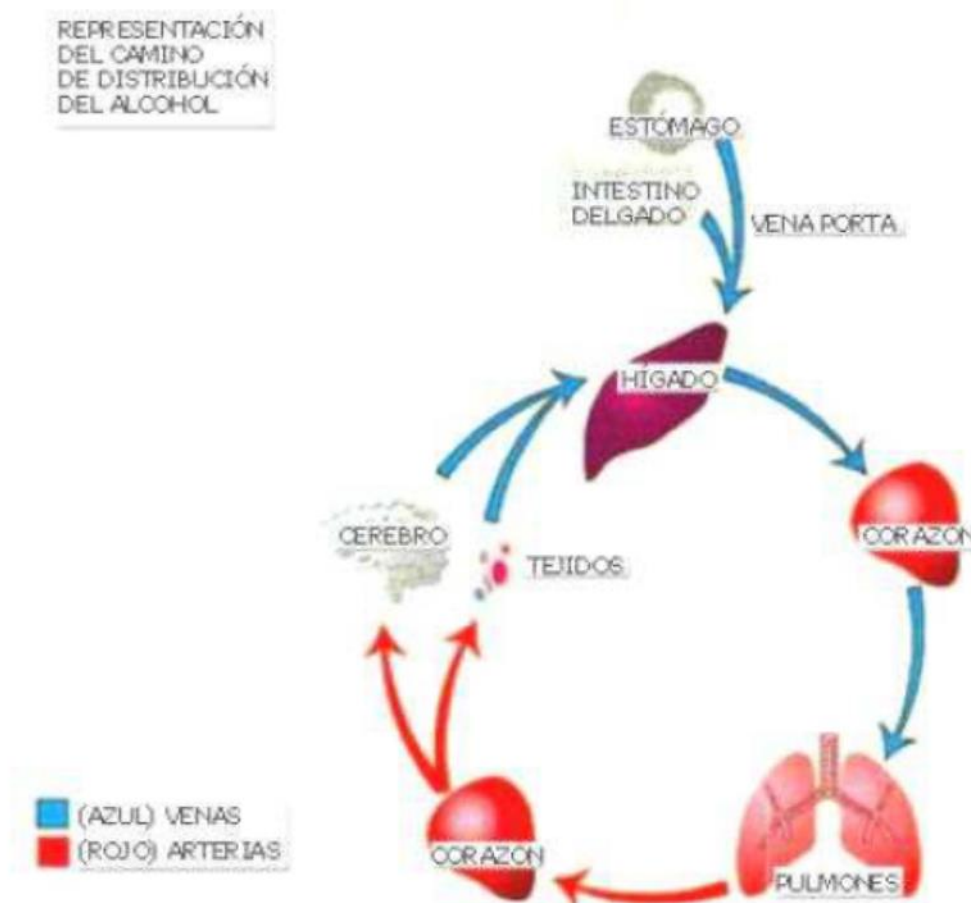 REPRESENTACIÓN
DEL CAMINO
DE DISTRIBUCIÓN
DEL ALCOHOL
ESTÓMAGO
INTESTINO
DELGADO
VENA PORTA
HÍGADO
CORAZON
CEREBRO
TEJIDOS
(AZUL) VENAS
(ROJO) ARTERIAS
CORAZON
PULMONES